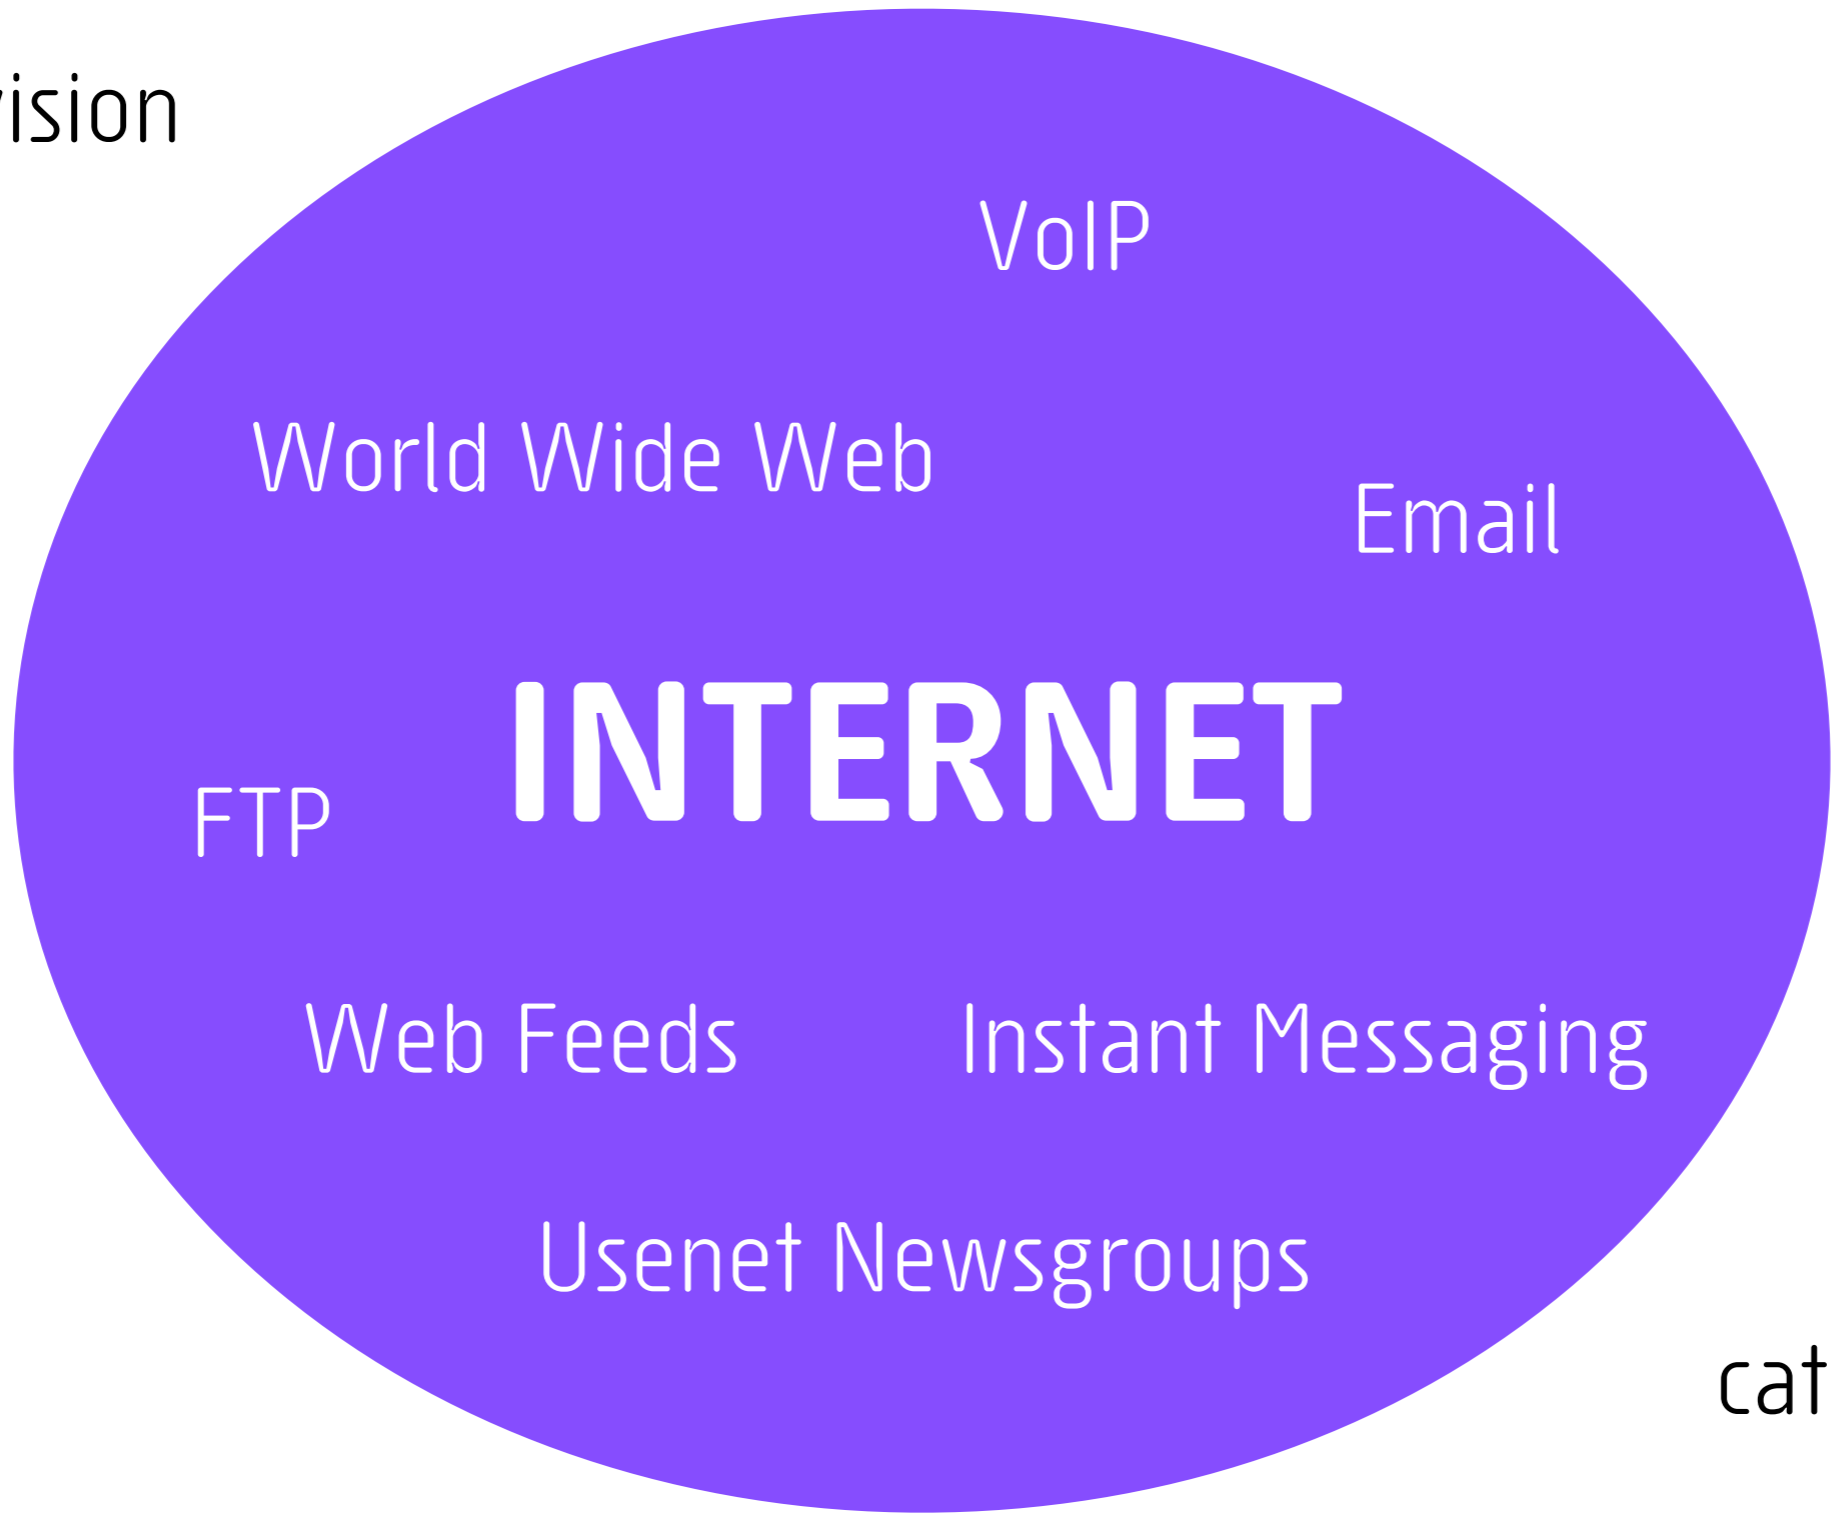 vision
VoIP
World Wide Web
Email
INTERNET
FTP
Web Feeds
Instant Messaging
Usenet Newsgroups
cat